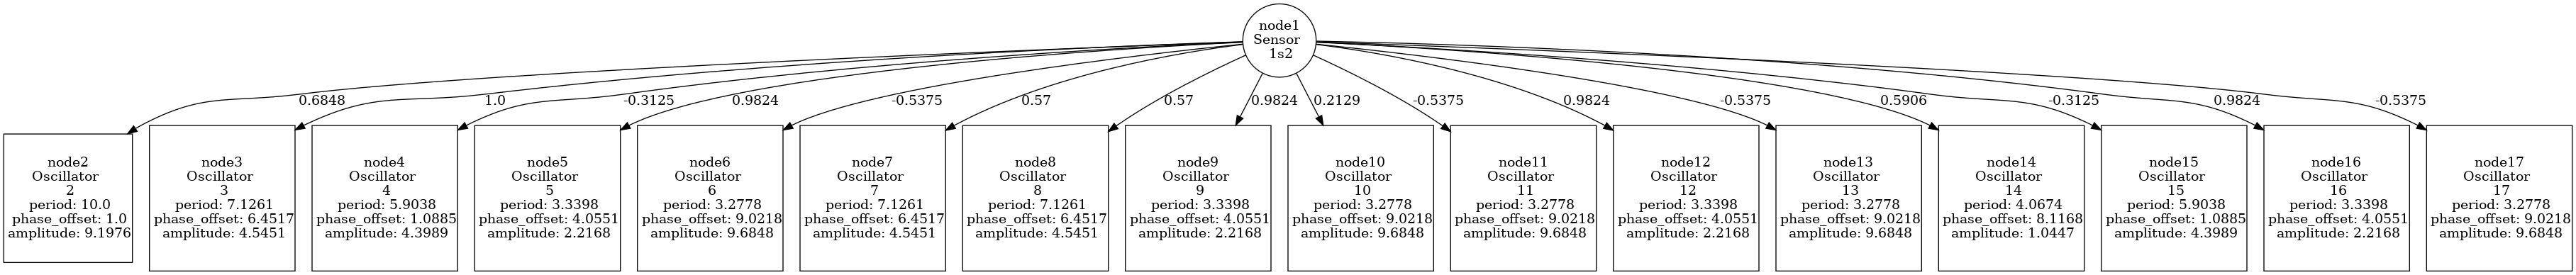 node1
Sensor
1s2
0.6848
1.0
-0.3125
0.9824
-0.5375
0.57
0.57
0.9824
0.2129
-0.5375
0.9824
-0.5375
0.5906
-0.3125
0.9824
-0.5375
node2
Oscillator
2
period: 10.0
phase_offset: 1.0
amplitude: 9.1976
node3
Oscillator
3
period: 7.1261
phase_offset: 6.4517
amplitude: 4.5451
node4
Oscillator
4
period: 5.9038
phase_offset: 1.0885
amplitude: 4.3989
node5
Oscillator
5
period: 3.3398
phase_offset: 4.0551
amplitude: 2.2168
node6
Oscillator
6
period: 3.2778
phase_offset: 9.0218
amplitude: 9.6848
node7
Oscillator
7
period: 7.1261
phase_offset: 6.4517
amplitude: 4.5451
node8
Oscillator
8
period: 7.1261
phase_offset: 6.4517
amplitude: 4.5451
node9
Oscillator
9
period: 3.3398
phase_offset: 4.0551
amplitude: 2.2168
node10
Oscillator
10
period: 3.2778
phase_offset: 9.0218
amplitude: 9.6848
node11
Oscillator
11
period: 3.2778
phase_offset: 9.0218
amplitude: 9.6848
node12
Oscillator
12
period: 3.3398
phase_offset: 4.0551
amplitude: 2.2168
node13
Oscillator
13
period: 3.2778
phase_offset: 9.0218
amplitude: 9.6848
node14
Oscillator
14
period: 4.0674
phase_offset: 8.1168
amplitude: 1.0447
node15
Oscillator
15
period: 5.9038
phase_offset: 1.0885
amplitude: 4.3989
node16
Oscillator
16
period: 3.3398
phase_offset: 4.0551
amplitude: 2.2168
node17
Oscillator
17
period: 3.2778
phase_offset: 9.0218
amplitude: 9.6848